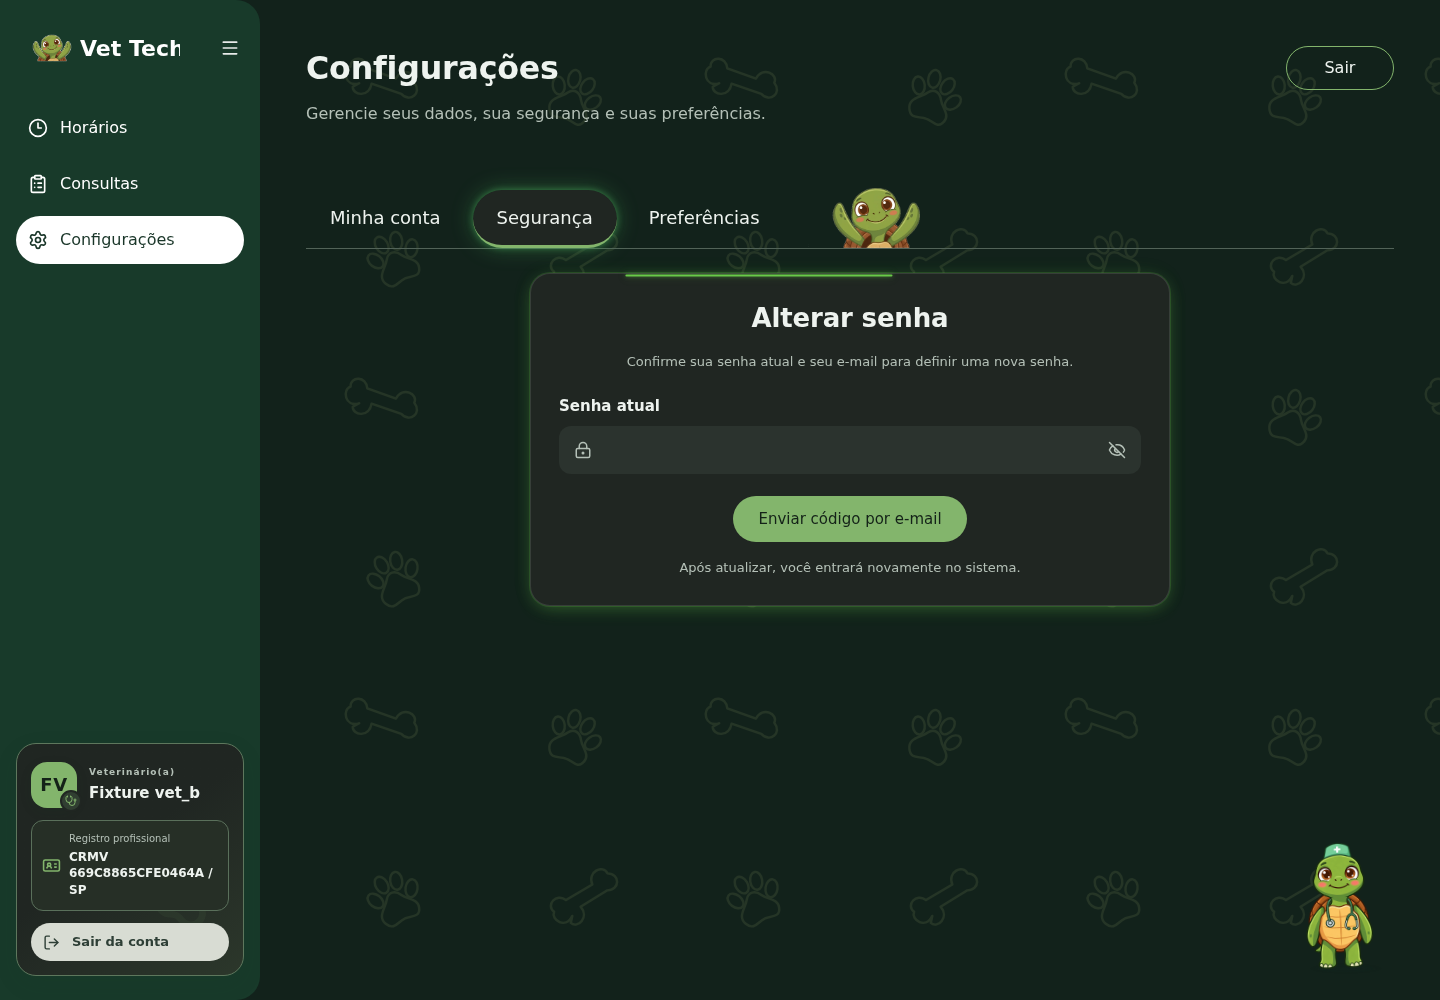 Vet Tech
Horários
Consultas
Configurações
FV
Veterinário(a)
Fixture vet_b
Registro profissional
CRMV
669C8865CFE0464A /
SP
Sair da conta
Configurações
Gerencie seus dados, sua segurança e suas preferências.
Sair
Minha conta
Segurança
Preferências
Alterar senha
Confirme sua senha atual e seu e-mail para definir uma nova senha.
Senha atual
Enviar código por e-mail
Após atualizar, você entrará novamente no sistema.